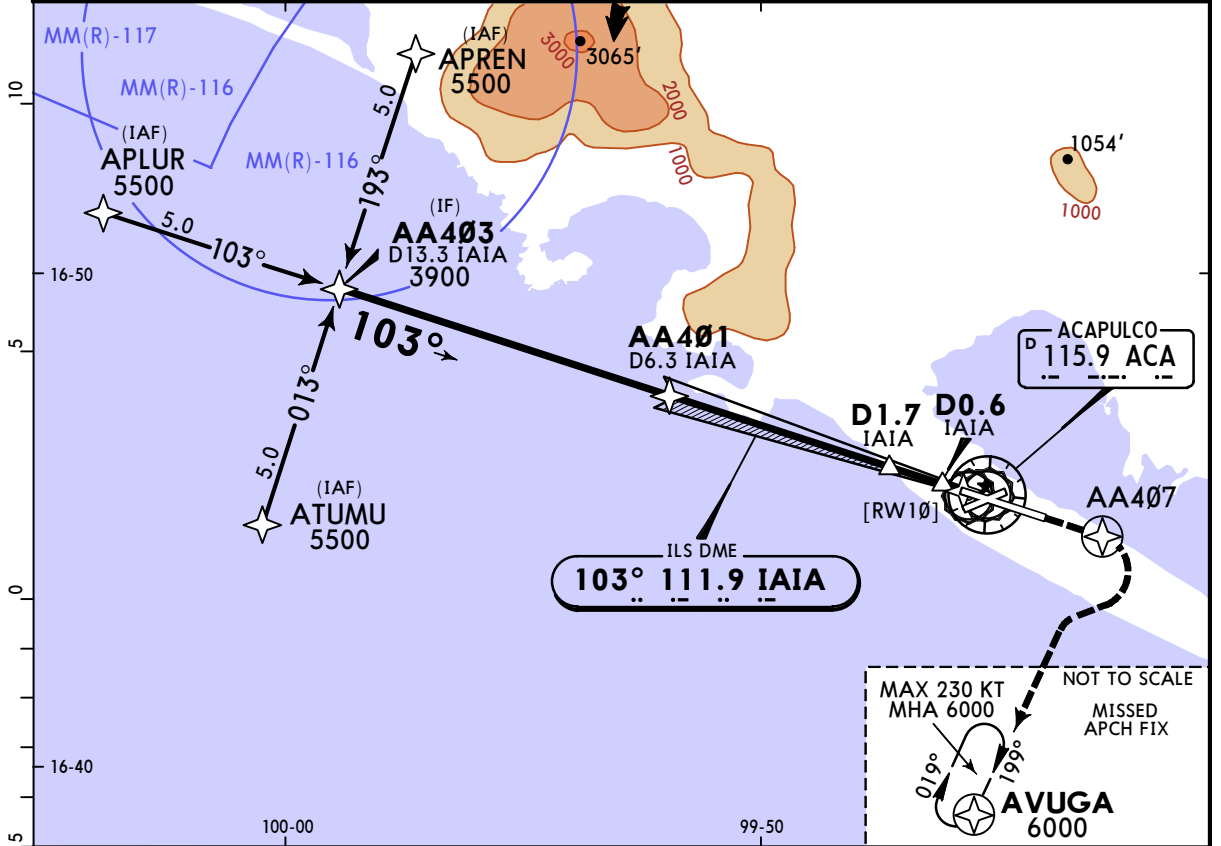 MM(R)-117
(IAF)
APREN
5500
3000
3065'
MM(R)-116
2000
10
5.0
(IAF)
APLUR
5500
MM(R)-116
1000
1054'
1000
193°
5.0
103°
(IF)
AA4Ø3
D13.3 IAIA
3900
16-50
103°
AA4Ø1
D6.3 IAIA
ACAPULCO
D 115.9 ACA
5
013°
5.0
D1.7
IAIA
D0.6
IAIA
(IAF)
ATUMU
5500
[RW1Ø]
AA4Ø7
ILS DME
103° 111.9 IAIA
0
NOT TO SCALE
MAX 230 KT
MHA 6000
MISSED
APCH FIX
16-40
019°
199°
AVUGA
6000
5
100-00
99-50